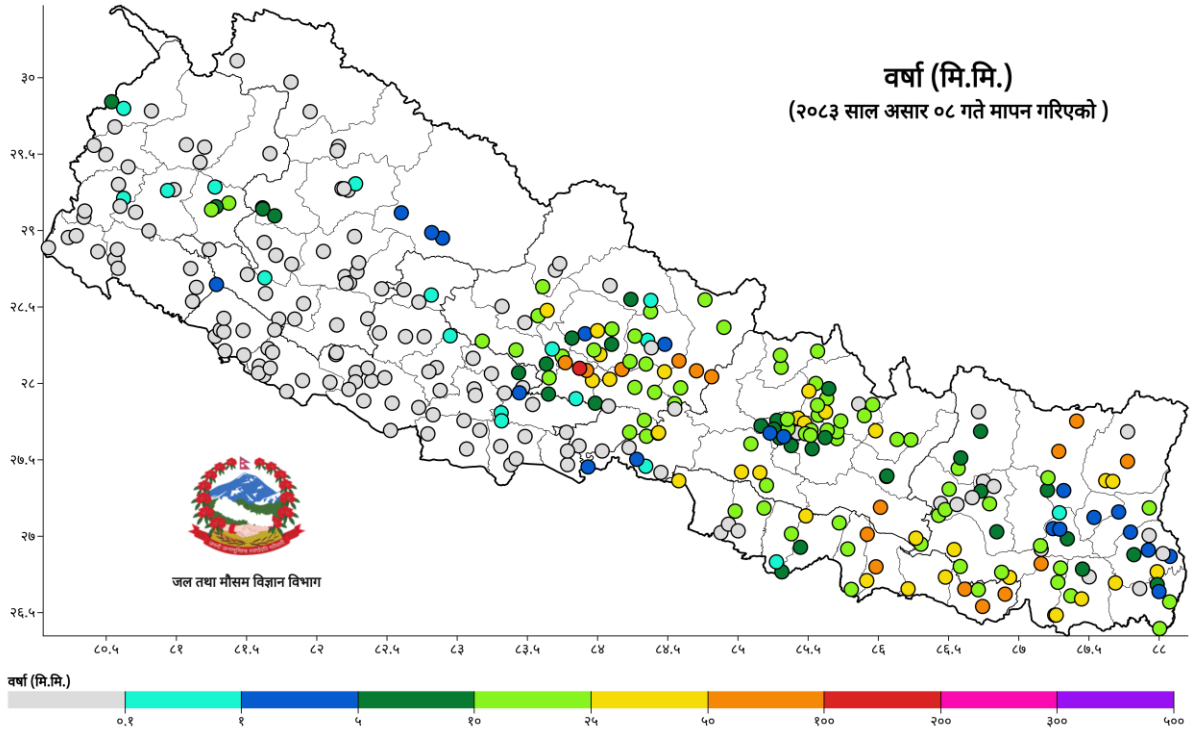 वर्षा (मि.मि.)
(२०८३ साल असार ०८ गते मापन गरिएको )
३०
२९.५
२९
२८.५
२८
२७.५
२७
२६.५
जल तथा मौसम विज्ञान विभाग
८०.५ ८१ ८१.५ ८२ ८२.५ ८३ ८३.५ ८४ ८४.५ ८५ ८५.५ ८६ ८६.५ ८७ ८७.५ ८८
वर्षा (मि.मि.)
०.१ १ ५ १० २५ ५० १०० २०० ३०० ५००